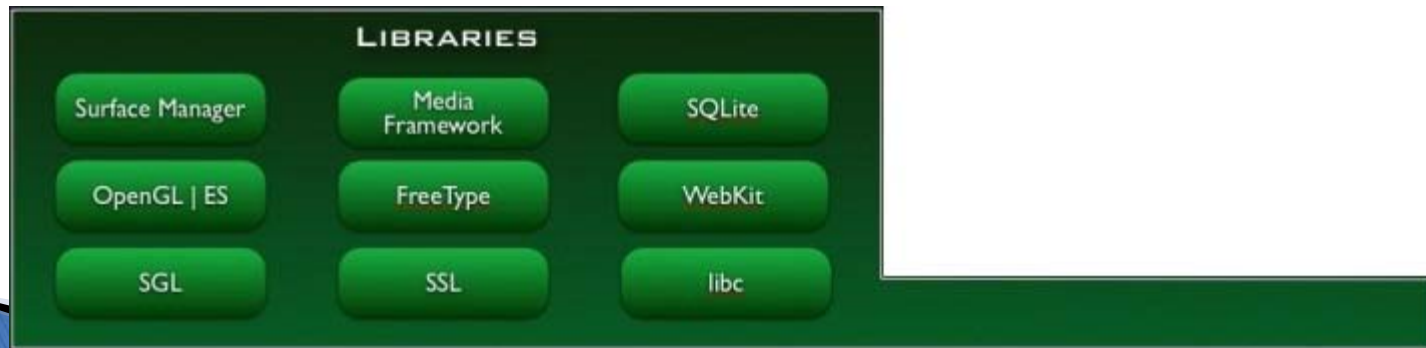 LIBRARIES
Surface Manager
Media
Framework
SQLite
OpenGL | ES
FreeType
WebKit
SGL
SSL
libc